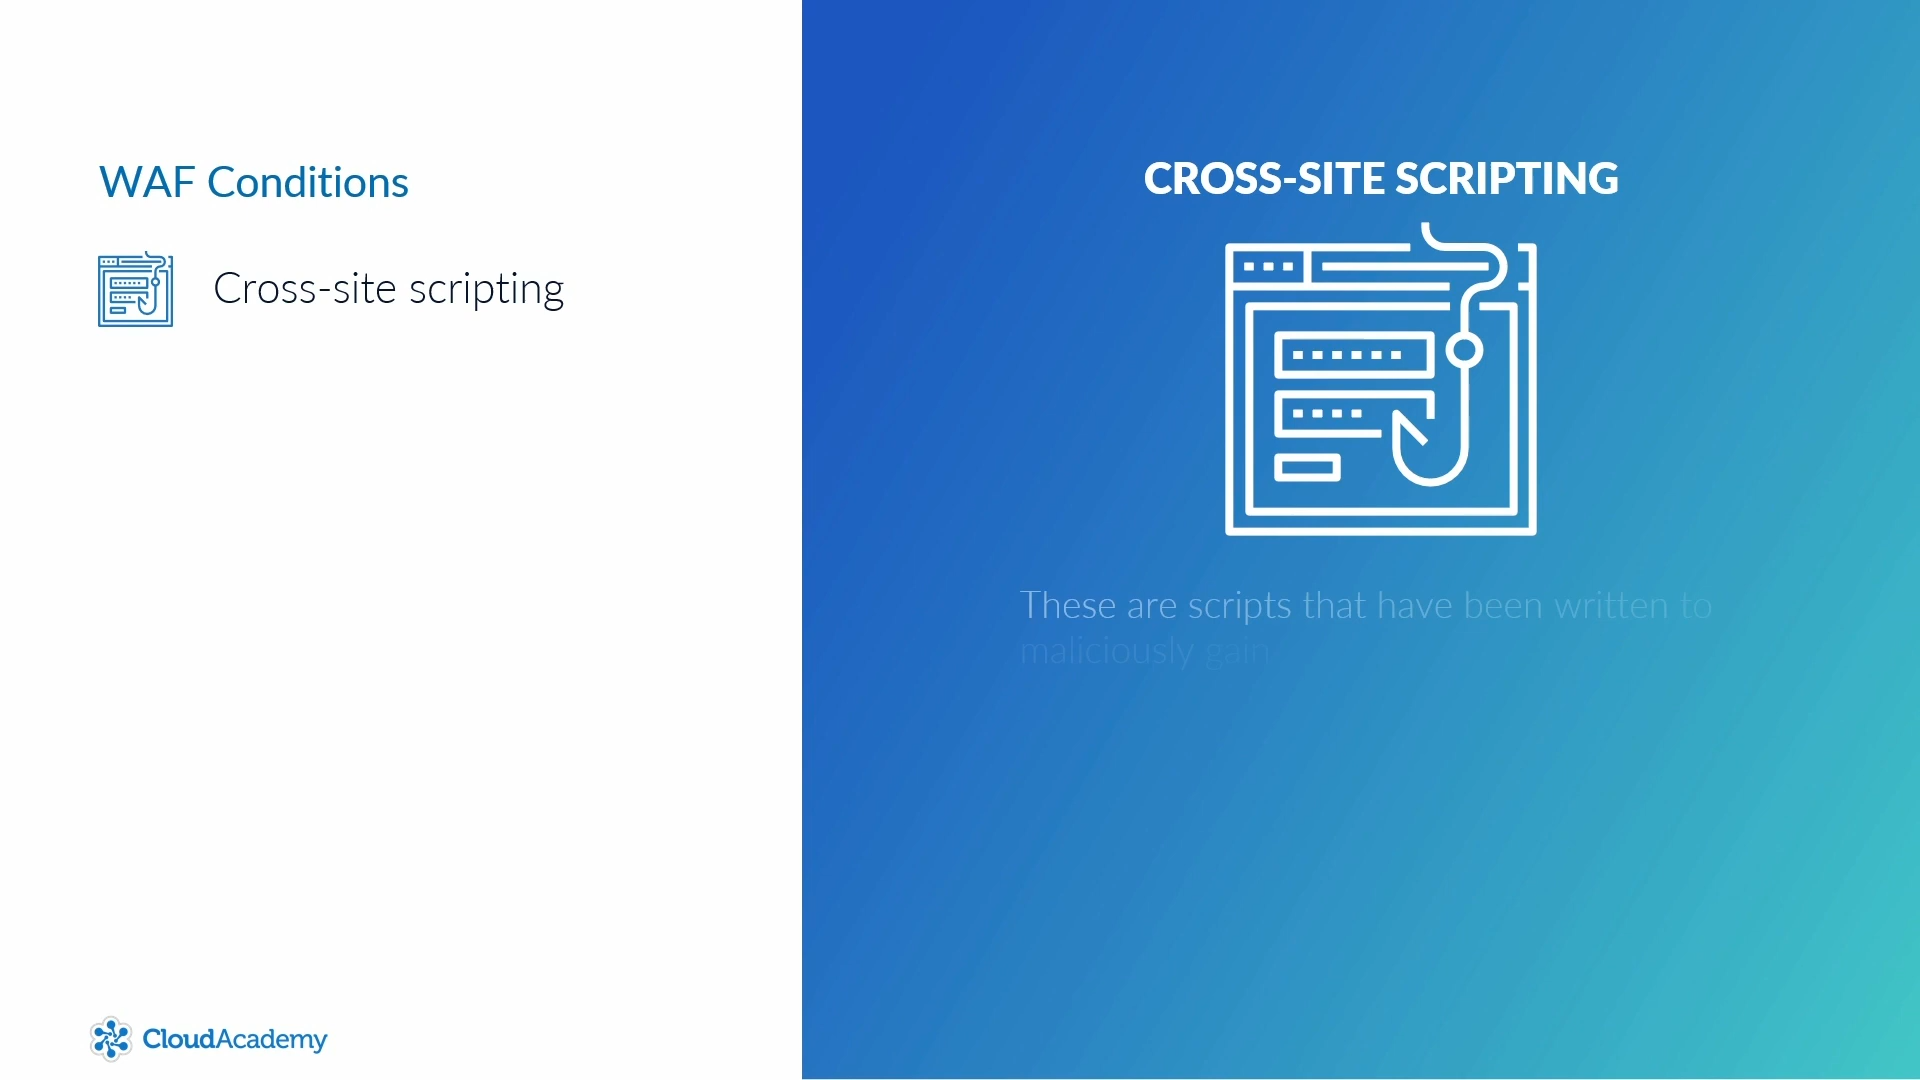 WAF Conditions
Cross-site scripting
CROSS-SITE SCRIPTING
These are scripts that have been written to
maliciously gain
CloudAcademy